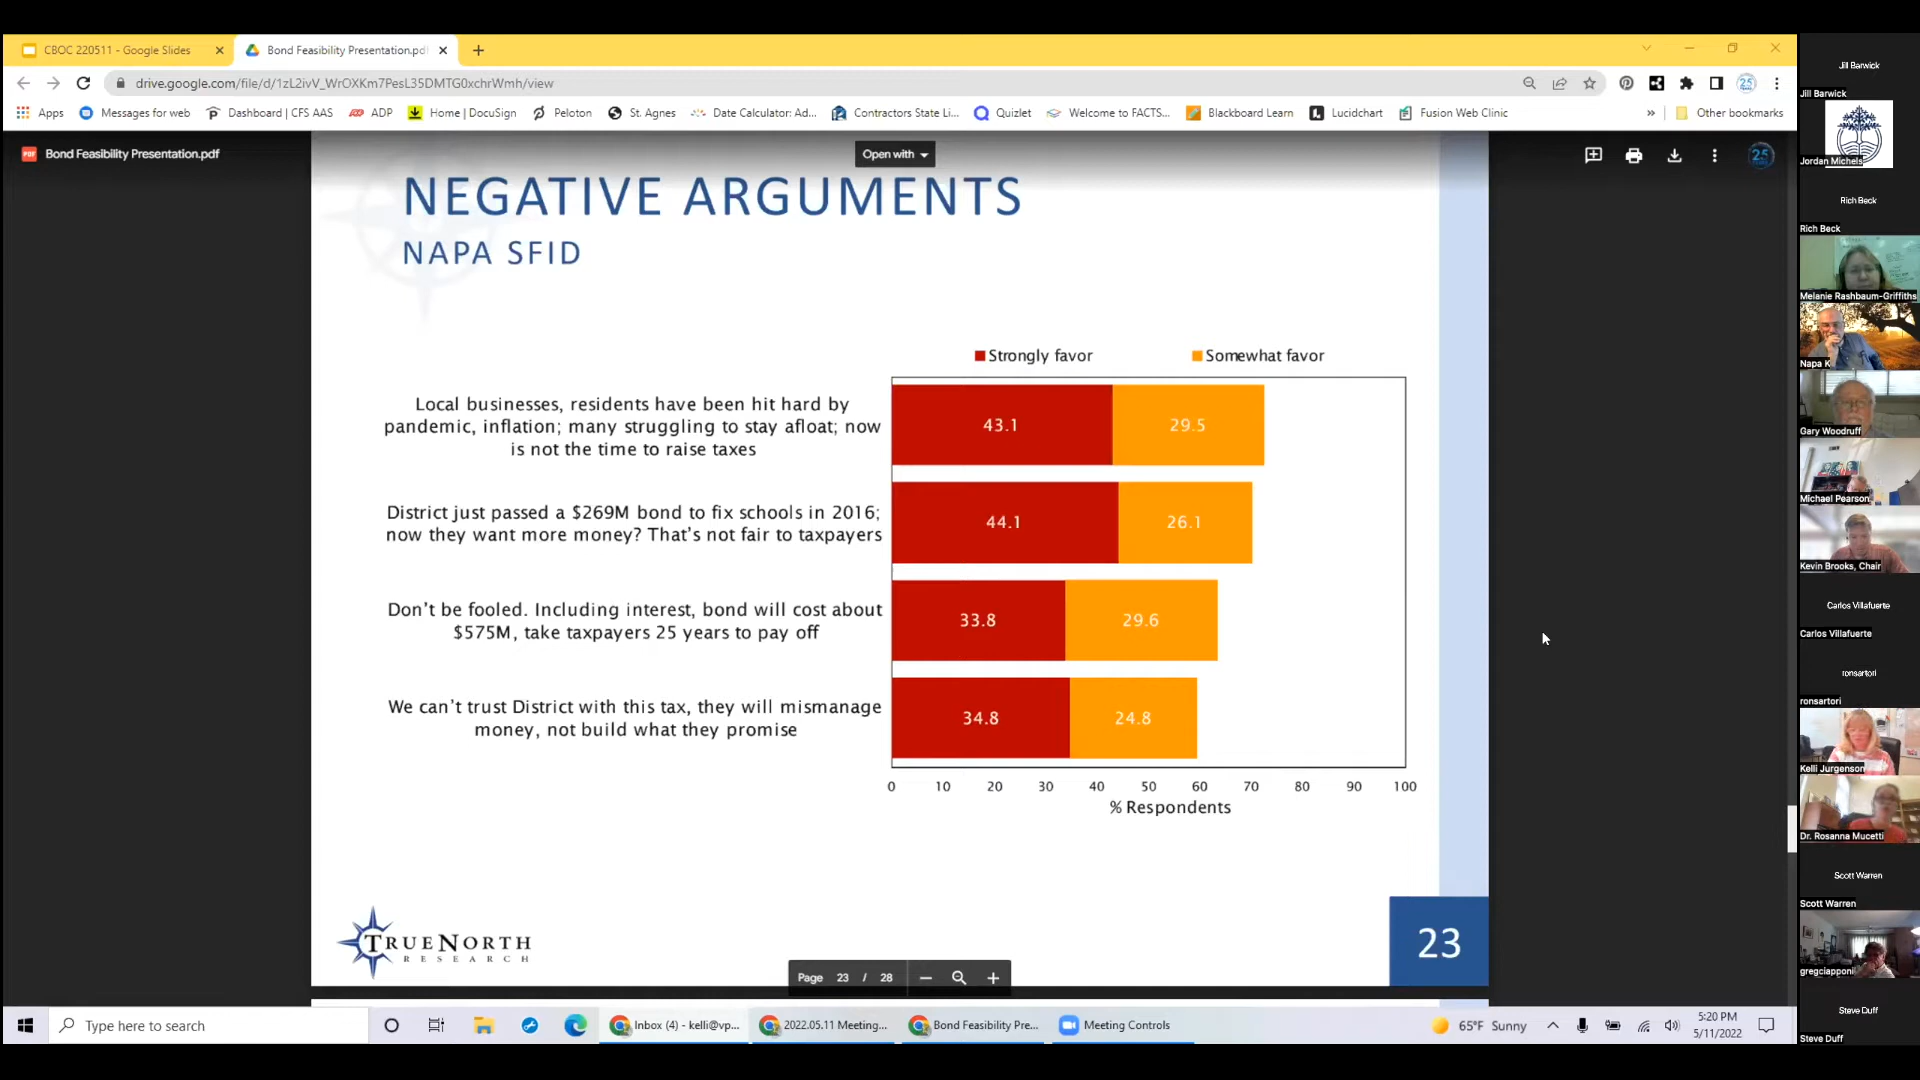 CBOC 220511 - Google Slides
Bond Feasibility Presentation.pdf
drive.google.com/file/d/1zL2ivV_WrOXKm7PesL35DMTG0xchrWmh/view
Apps
Messages for web
Dashboard | CFS AAS
ADP
Home | DocuSign
Peloton
St. Agnes
Date Calculator: Ad...
Contractors State Li...
Quizlet
Welcome to FACTS...
Blackboard Learn
Lucidchart
Fusion Web Clinic
»
Other bookmarks
Bond Feasibility Presentation.pdf
Open with
25
NEGATIVE ARGUMENTS
NAPA SFID
Strongly favor
Somewhat favor
Local businesses, residents have been hit hard by
pandemic, inflation; many struggling to stay afloat; now
is not the time to raise taxes
43.1
29.5
District just passed a $269M bond to fix schools in 2016;
now they want more money? That's not fair to taxpayers
44.1
26.1
Don't be fooled. Including interest, bond will cost about
$575M, take taxpayers 25 years to pay off
33.8
29.6
We can't trust District with this tax, they will mismanage
money, not build what they promise
34.8
24.8
0 10 20 30 40 50 60 70 80 90 100
% Respondents
TRUENORTH
RESEARCH
23
Page 23 / 28
Type here to search
Inbox (4) - kelli@vp...
2022.05.11 Meeting...
Bond Feasibility Pre...
Meeting Controls
65°F Sunny
5:20 PM
5/11/2022
Jill Barwick
Jill Barwick
Jordan Michels
Rich Beck
Rich Beck
Melanie Rashbaum-Griffiths
Napa K
Gary Woodruff
Michael Pearson
Kevin Brooks, Chair
Carlos Villafuerte
Carlos Villafuerte
ronsartori
ronsartori
Kelli Jurgenson
Dr. Rosanna Mucetti
Scott Warren
Scott Warren
gregciapponi
Steve Duff
Steve Duff